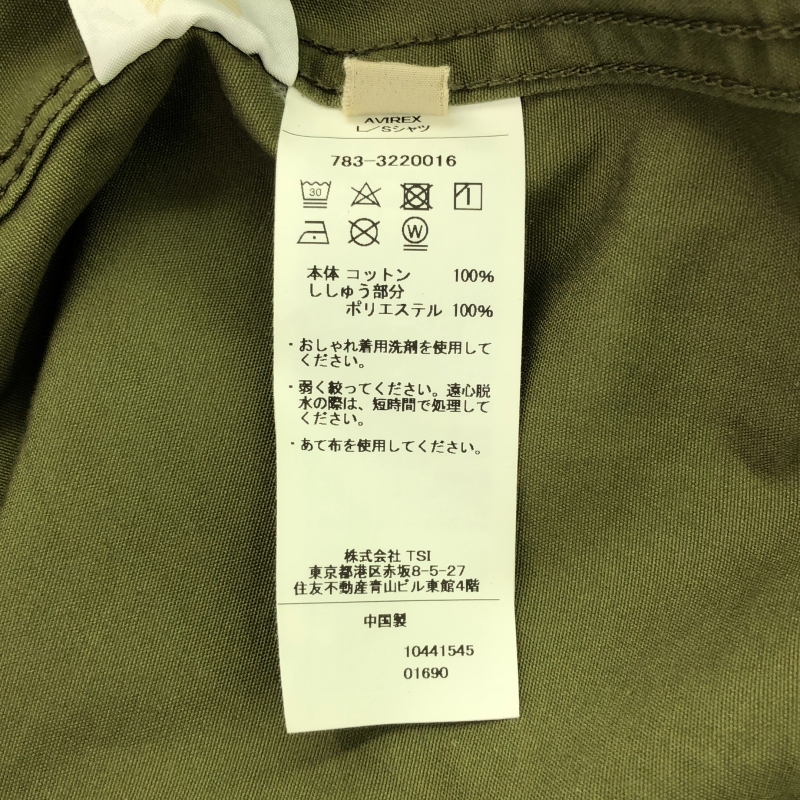 AVIREX
L/Sシャツ
783-3220016
30
W
本体 コットン 100%
ししゅう部分
ポリエステル 100%
・おしゃれ着用洗剤を使用して
ください。
・弱く絞ってください。遠心脱
水の際は、短時間で処理して
ください。
・あて布を使用してください。
株式会社 TSI
東京都港区赤坂8-5-27
住友不動産青山ビル東館4階
中国製
10441545
01690